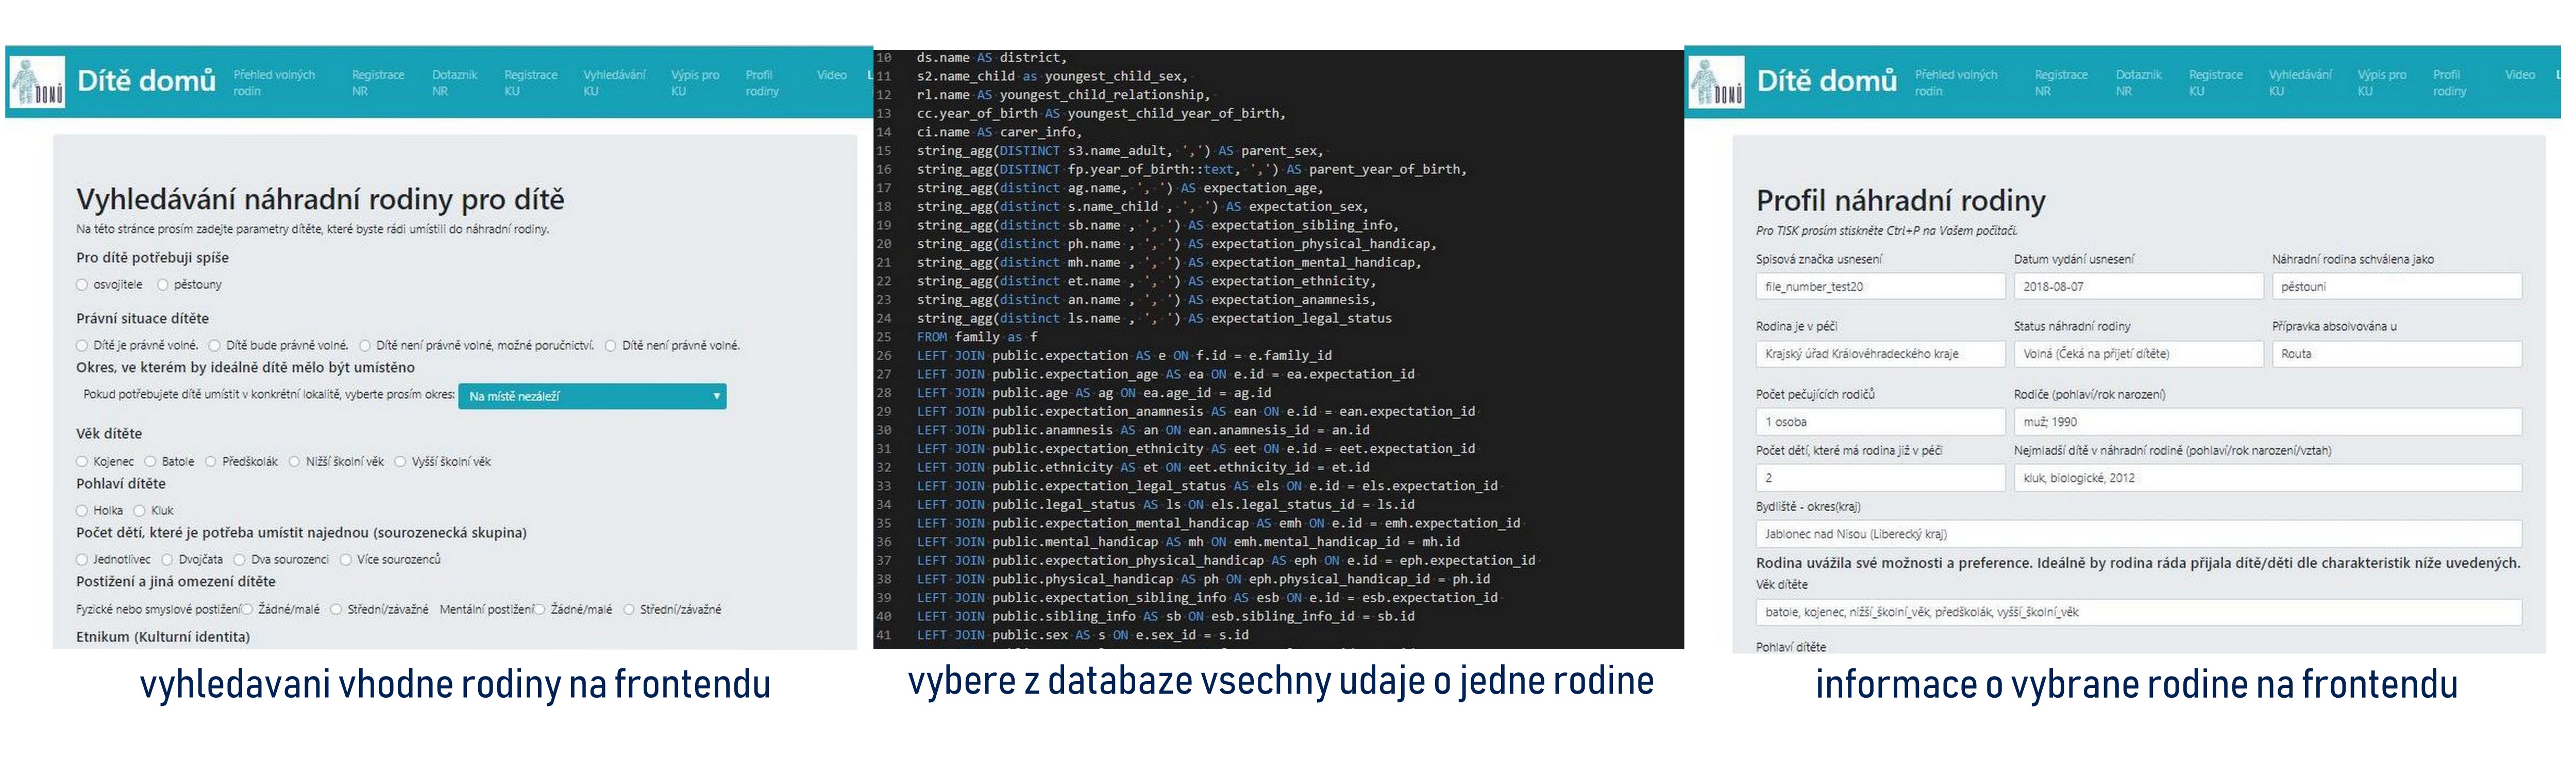 DOMŮ
Dítě domů
Přehled volných rodin
Registrace NR
Dotazník NR
Registrace KU
Vyhledávání KU
Výpis pro KU
Profil rodiny
Video
L
Vyhledávání náhradní rodiny pro dítě
Na této stránce prosím zadejte parametry dítěte, které byste rádi umístili do náhradní rodiny.
Pro dítě potřebuji spíše
osvojitele pěstouny
Právní situace dítěte
Dítě je právně volné. Dítě bude právně volné. Dítě není právně volné, možné poručnictví. Dítě není právně volné.
Okres, ve kterém by ideálně dítě mělo být umístěno
Pokud potřebujete dítě umístit v konkrétní lokalitě, vyberte prosím okres: Na místě nezáleží
Věk dítěte
Kojenec Batole Předškolák Nižší školní věk Vyšší školní věk
Pohlaví dítěte
Holka Kluk
Počet dětí, které je potřeba umístit najednou (sourozenecká skupina)
Jednotlivec Dvojčata Dva sourozenci Více sourozenců
Postižení a jiná omezení dítěte
Fyzické nebo smyslové postižení Žádné/malé Střední/závažné Mentální postižení Žádné/malé Střední/závažné
Etnikum (Kulturní identita)
vyhledavani vhodne rodiny na frontendu
10 ds.name AS district,
11 s2.name_child as youngest_child_sex,
12 rl.name AS youngest_child_relationship,
13 cc.year_of_birth AS youngest_child_year_of_birth,
14 ci.name AS carer_info,
15 string_agg(DISTINCT s3.name_adult, ',') AS parent_sex,
16 string_agg(DISTINCT fp.year_of_birth::text, ',') AS parent_year_of_birth,
17 string_agg(distinct ag.name, ', ') AS expectation_age,
18 string_agg(distinct s.name_child , ', ') AS expectation_sex,
19 string_agg(distinct sb.name , ', ') AS expectation_sibling_info,
20 string_agg(distinct ph.name , ', ') AS expectation_physical_handicap,
21 string_agg(distinct mh.name , ', ') AS expectation_mental_handicap,
22 string_agg(distinct et.name , ', ') AS expectation_ethnicity,
23 string_agg(distinct an.name , ', ') AS expectation_anamnesis,
24 string_agg(distinct ls.name , ', ') AS expectation_legal_status
25 FROM family as f
26 LEFT JOIN public.expectation AS e ON f.id = e.family_id
27 LEFT JOIN public.expectation_age AS ea ON e.id = ea.expectation_id
28 LEFT JOIN public.age AS ag ON ea.age_id = ag.id
29 LEFT JOIN public.expectation_anamnesis AS ean ON e.id = ean.expectation_id
30 LEFT JOIN public.anamnesis AS an ON ean.anamnesis_id = an.id
31 LEFT JOIN public.expectation_ethnicity AS eet ON e.id = eet.expectation_id
32 LEFT JOIN public.ethnicity AS et ON eet.ethnicity_id = et.id
33 LEFT JOIN public.expectation_legal_status AS els ON e.id = els.expectation_id
34 LEFT JOIN public.legal_status AS ls ON els.legal_status_id = ls.id
35 LEFT JOIN public.expectation_mental_handicap AS emh ON e.id = emh.expectation_id
36 LEFT JOIN public.mental_handicap AS mh ON emh.mental_handicap_id = mh.id
37 LEFT JOIN public.expectation_physical_handicap AS eph ON e.id = eph.expectation_id
38 LEFT JOIN public.physical_handicap AS ph ON eph.physical_handicap_id = ph.id
39 LEFT JOIN public.expectation_sibling_info AS esb ON e.id = esb.expectation_id
40 LEFT JOIN public.sibling_info AS sb ON esb.sibling_info_id = sb.id
41 LEFT JOIN public.sex AS s ON e.sex_id = s.id
vybere z databaze vsechny udaje o jedne rodine
DOMŮ
Dítě domů
Přehled volných rodin
Registrace NR
Dotazník NR
Registrace KU
Vyhledávání KU
Výpis pro KU
Profil rodiny
Video
L
Profil náhradní rodiny
Pro TISK prosím stiskněte Ctrl+P na Vašem počítači.
Spisová značka usnesení Datum vydání usnesení Náhradní rodina schválena jako
file_number_test20 2018-08-07 pěstouni
Rodina je v péči Status náhradní rodiny Přípravka absolvována u
Krajský úřad Královéhradeckého kraje Volná (Čeká na přijetí dítěte) Routa
Počet pečujících rodičů Rodiče (pohlaví/rok narození)
1 osoba muž; 1990
Počet dětí, které má rodina již v péči Nejmladší dítě v náhradní rodině (pohlaví/rok narození/vztah)
2 kluk, biologické, 2012
Bydliště - okres(kraj)
Jablonec nad Nisou (Liberecký kraj)
Rodina uvážila své možnosti a preference. Ideálně by rodina ráda přijala dítě/děti dle charakteristik níže uvedených.
Věk dítěte
batole, kojenec, nižší_školní_věk, předškolák, vyšší_školní_věk
Pohlaví dítěte
informace o vybrane rodine na frontendu